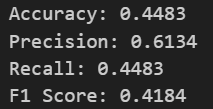 Accuracy: 0.4483
Precision: 0.6134
Recall: 0.4483
F1 Score: 0.4184